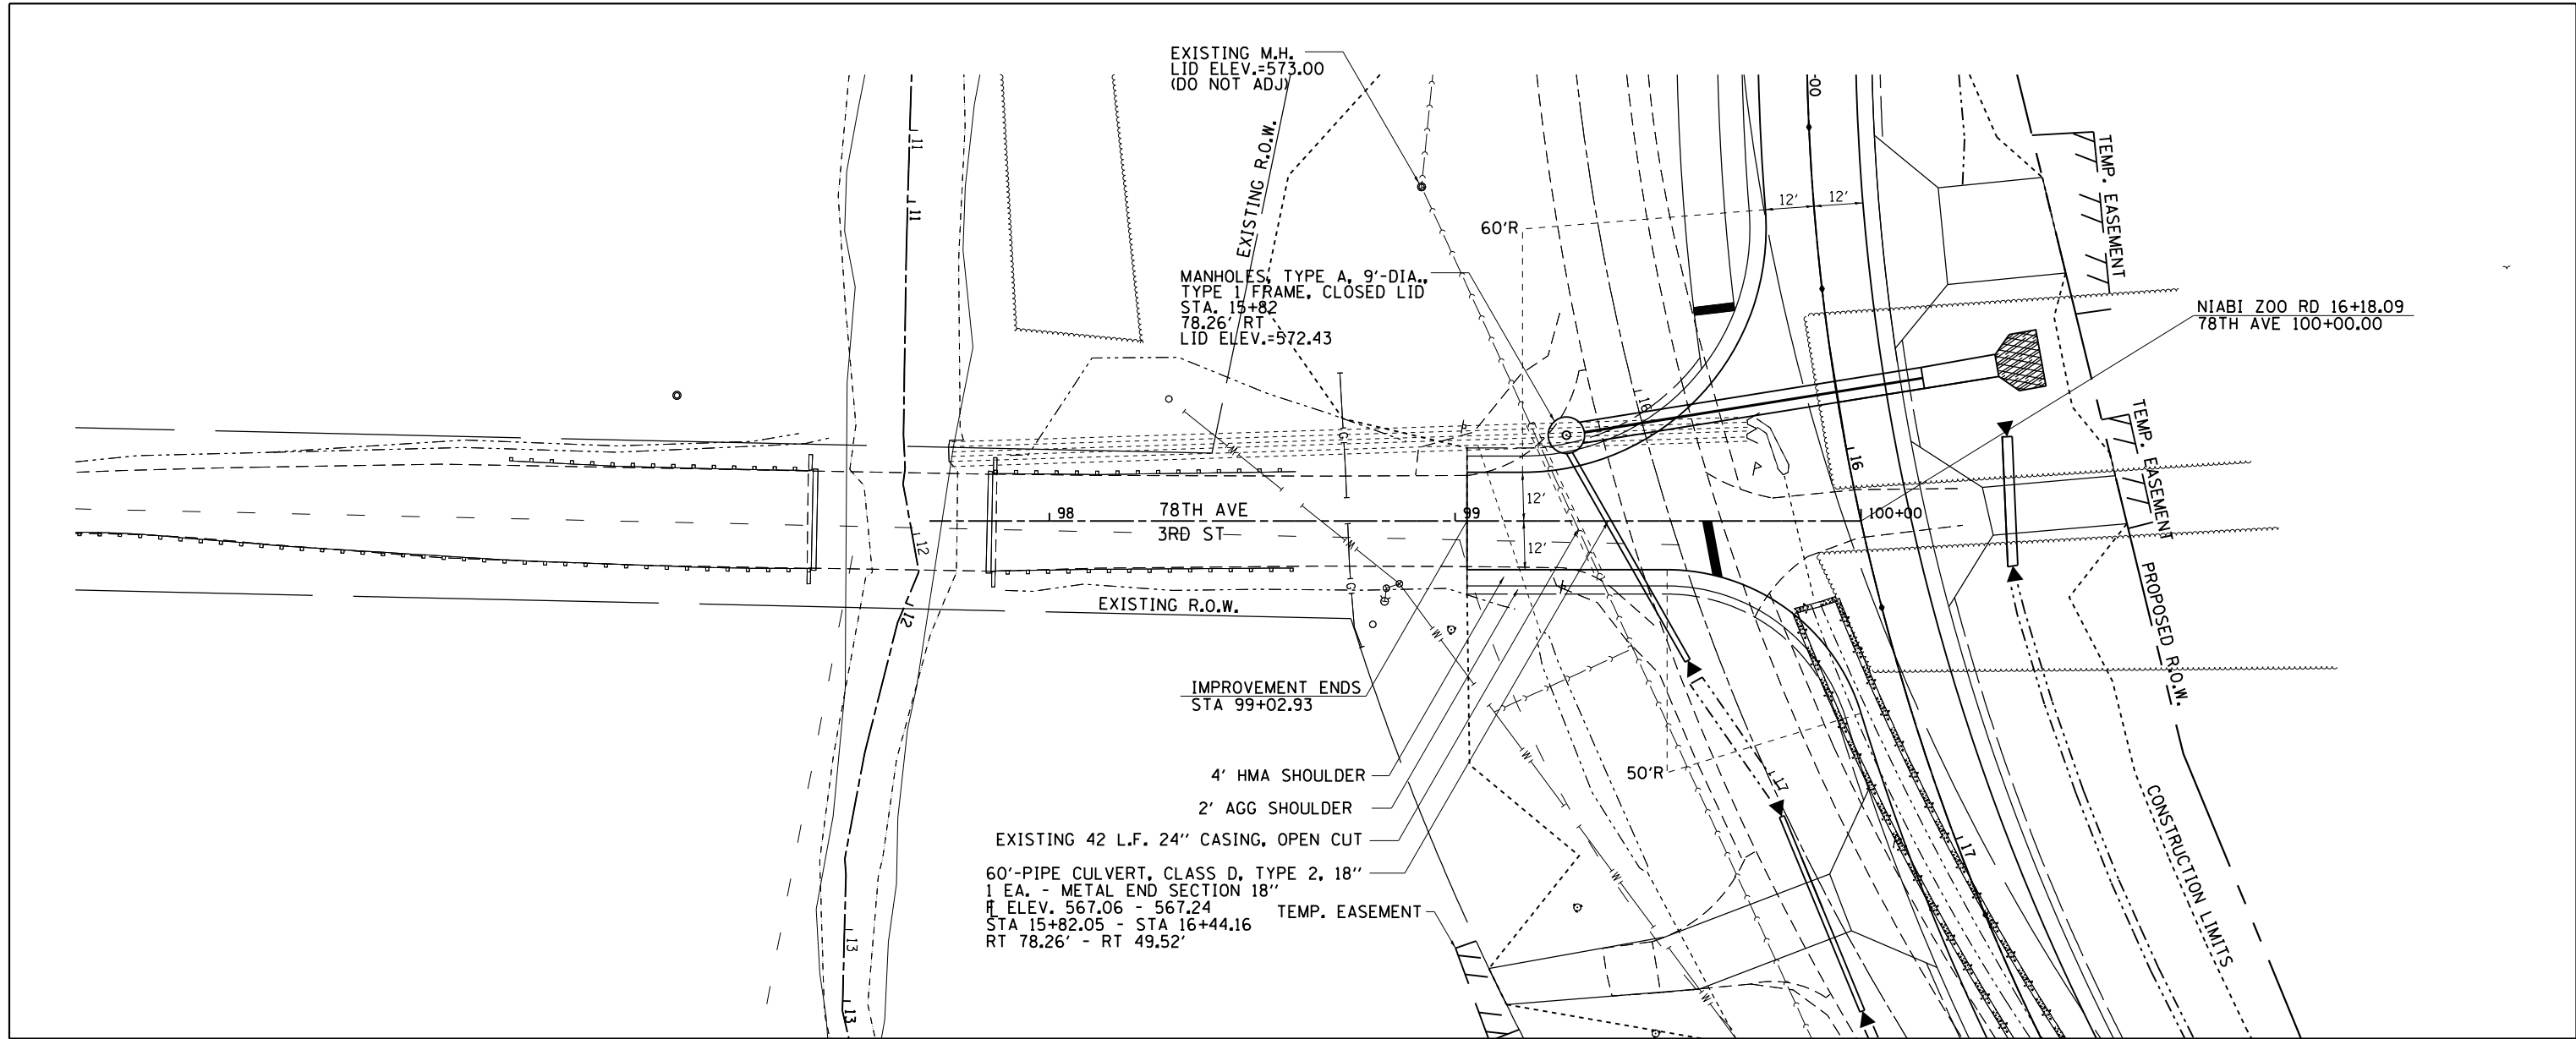 EXISTING M.H.
LID ELEV.=573.00
(DO NOT ADJ)
00
11
11
EXISTING R.O.W.
TEMP. EASEMENT
12' 12'
60'R
MANHOLES, TYPE A, 9'-DIA.,
TYPE 1 FRAME, CLOSED LID
STA. 15+82
78.26' RT
LID ELEV.=572.43
NIABI ZOO RD 16+18.09
78TH AVE 100+00.00
16
G
W
16
TEMP. EASEMENT
12'
98
78TH AVE
99
100+00
3RD ST
12
W
12'
G
12
EXISTING R.O.W.
W
PROPOSED R.O.W.
IMPROVEMENT ENDS
STA 99+02.93
W
4' HMA SHOULDER
50'R
17
2' AGG SHOULDER
CONSTRUCTION LIMITS
EXISTING 42 L.F. 24" CASING, OPEN CUT
17
60'-PIPE CULVERT, CLASS D, TYPE 2, 18"
1 EA. - METAL END SECTION 18"
ELEV. 567.06 - 567.24
STA 15+82.05 - STA 16+44.16
RT 78.26' - RT 49.52'
TEMP. EASEMENT
W
W
13
13